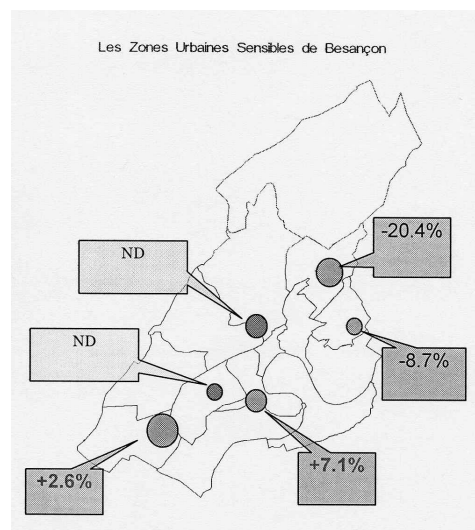 Les Zones Urbaines Sensibles de Besançon
-20.4%
ND
ND
-8.7%
+7.1%
+2.6%